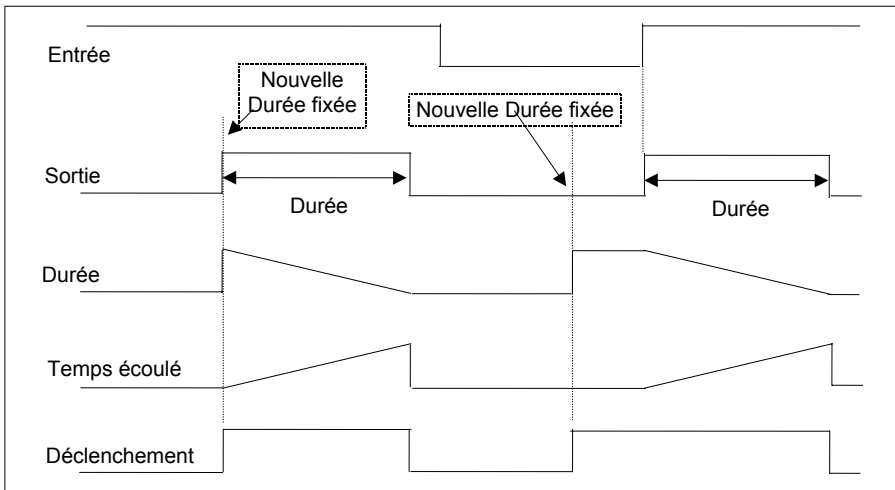 Entrée
Nouvelle
Durée fixée
Nouvelle Durée fixée
Sortie
Durée
Durée
Durée
Temps écoulé
Déclenchement